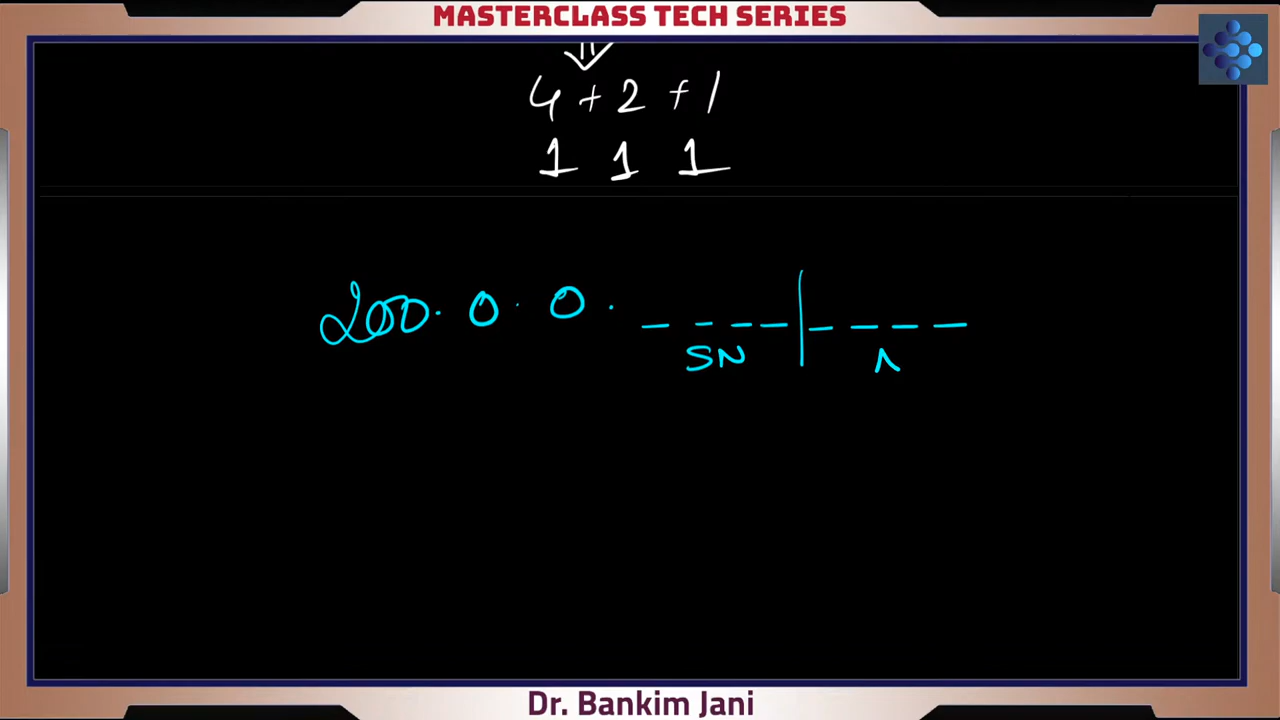 MASTERCLASS TECH SERIES
4 + 2 + 1
1 1 1
200. 0. 0. _ _ _ _ | _ _ _ _
SN
Dr. Bankim Jani